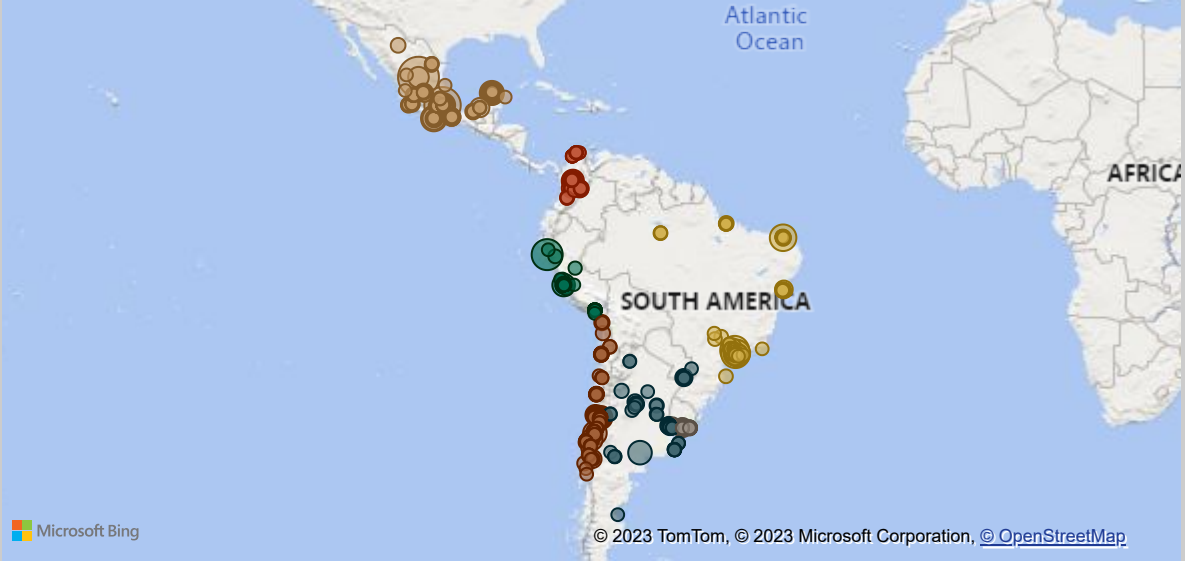 Atlantic
Ocean
AFRICA
SOUTH AMERICA
Microsoft Bing
© 2023 TomTom, © 2023 Microsoft Corporation, © OpenStreetMap